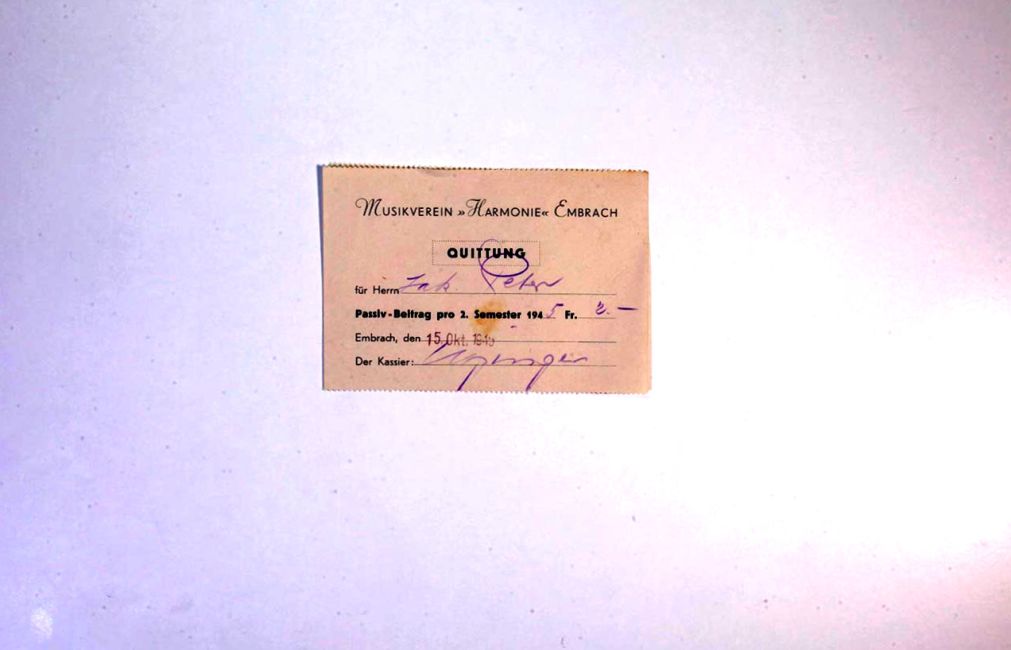 MUSIKVEREIN »HARMONIE« EMBRACH
QUITTUNG
für Herrn Jak. Peter
Passiv-Beitrag pro 2. Semester 1945 Fr. 2.—
Embrach, den 15. Okt. 1945
Der Kassier: